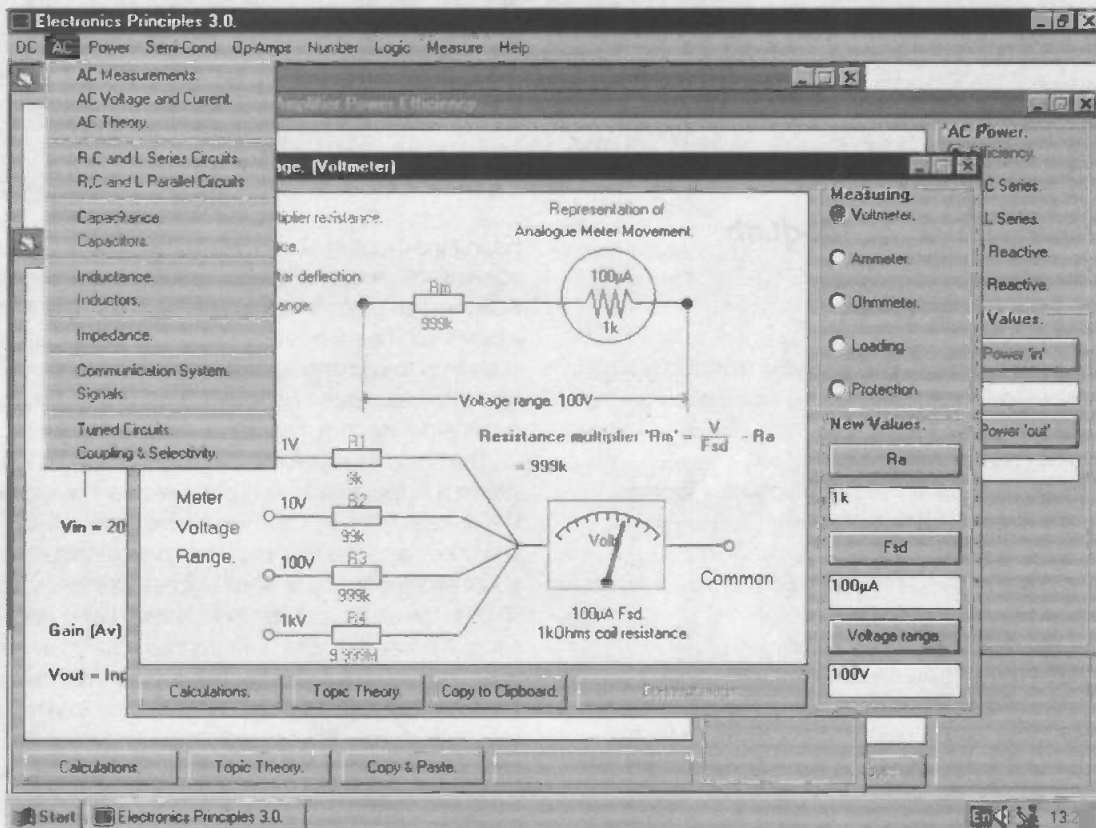 Electronics Principles 3.0.
DC AC Power Semi-Cond Op-Amps Number Logic Measure Help
AC Measurements.
AC Voltage and Current.
AC Theory.
R,C and L Series Circuits
R,C and L Parallel Circuits
Capacitance.
Capacitors.
Inductance.
Inductors.
Impedance.
Communication System.
Signals.
Tuned Circuits.
Coupling & Selectivity.
Amplifier Power Efficiency
AC Power.
Efficiency.
C Series.
L Series.
Reactive.
Reactive.
Values.
Power 'in'
Power 'out'
age. (Voltmeter)
tiplier resistance.
nce.
ter deflection.
ange.
Representation of
Analogue Meter Movement.
Rm
999k
100µA
1k
Voltage range. 100V
Resistance multiplier 'Rm' = V/Fsd - Ra
= 999k
Meter
Voltage
Range.
1V R1
9k
10V R2
99k
100V R3
999k
1kV R4
9.999M
Volts
Common
100µA Fsd.
1kOhms coil resistance.
Measuring.
Voltmeter.
Ammeter.
Ohmmeter.
Loading.
Protection.
New Values.
Ra
1k
Fsd
100µA
Voltage range.
100V
Calculations. Topic Theory. Copy to Clipboard.
Vin = 20
Gain (Av)
Vout = Inp
Calculations. Topic Theory. Copy & Paste.
Start Electronics Principles 3.0. En 13:2